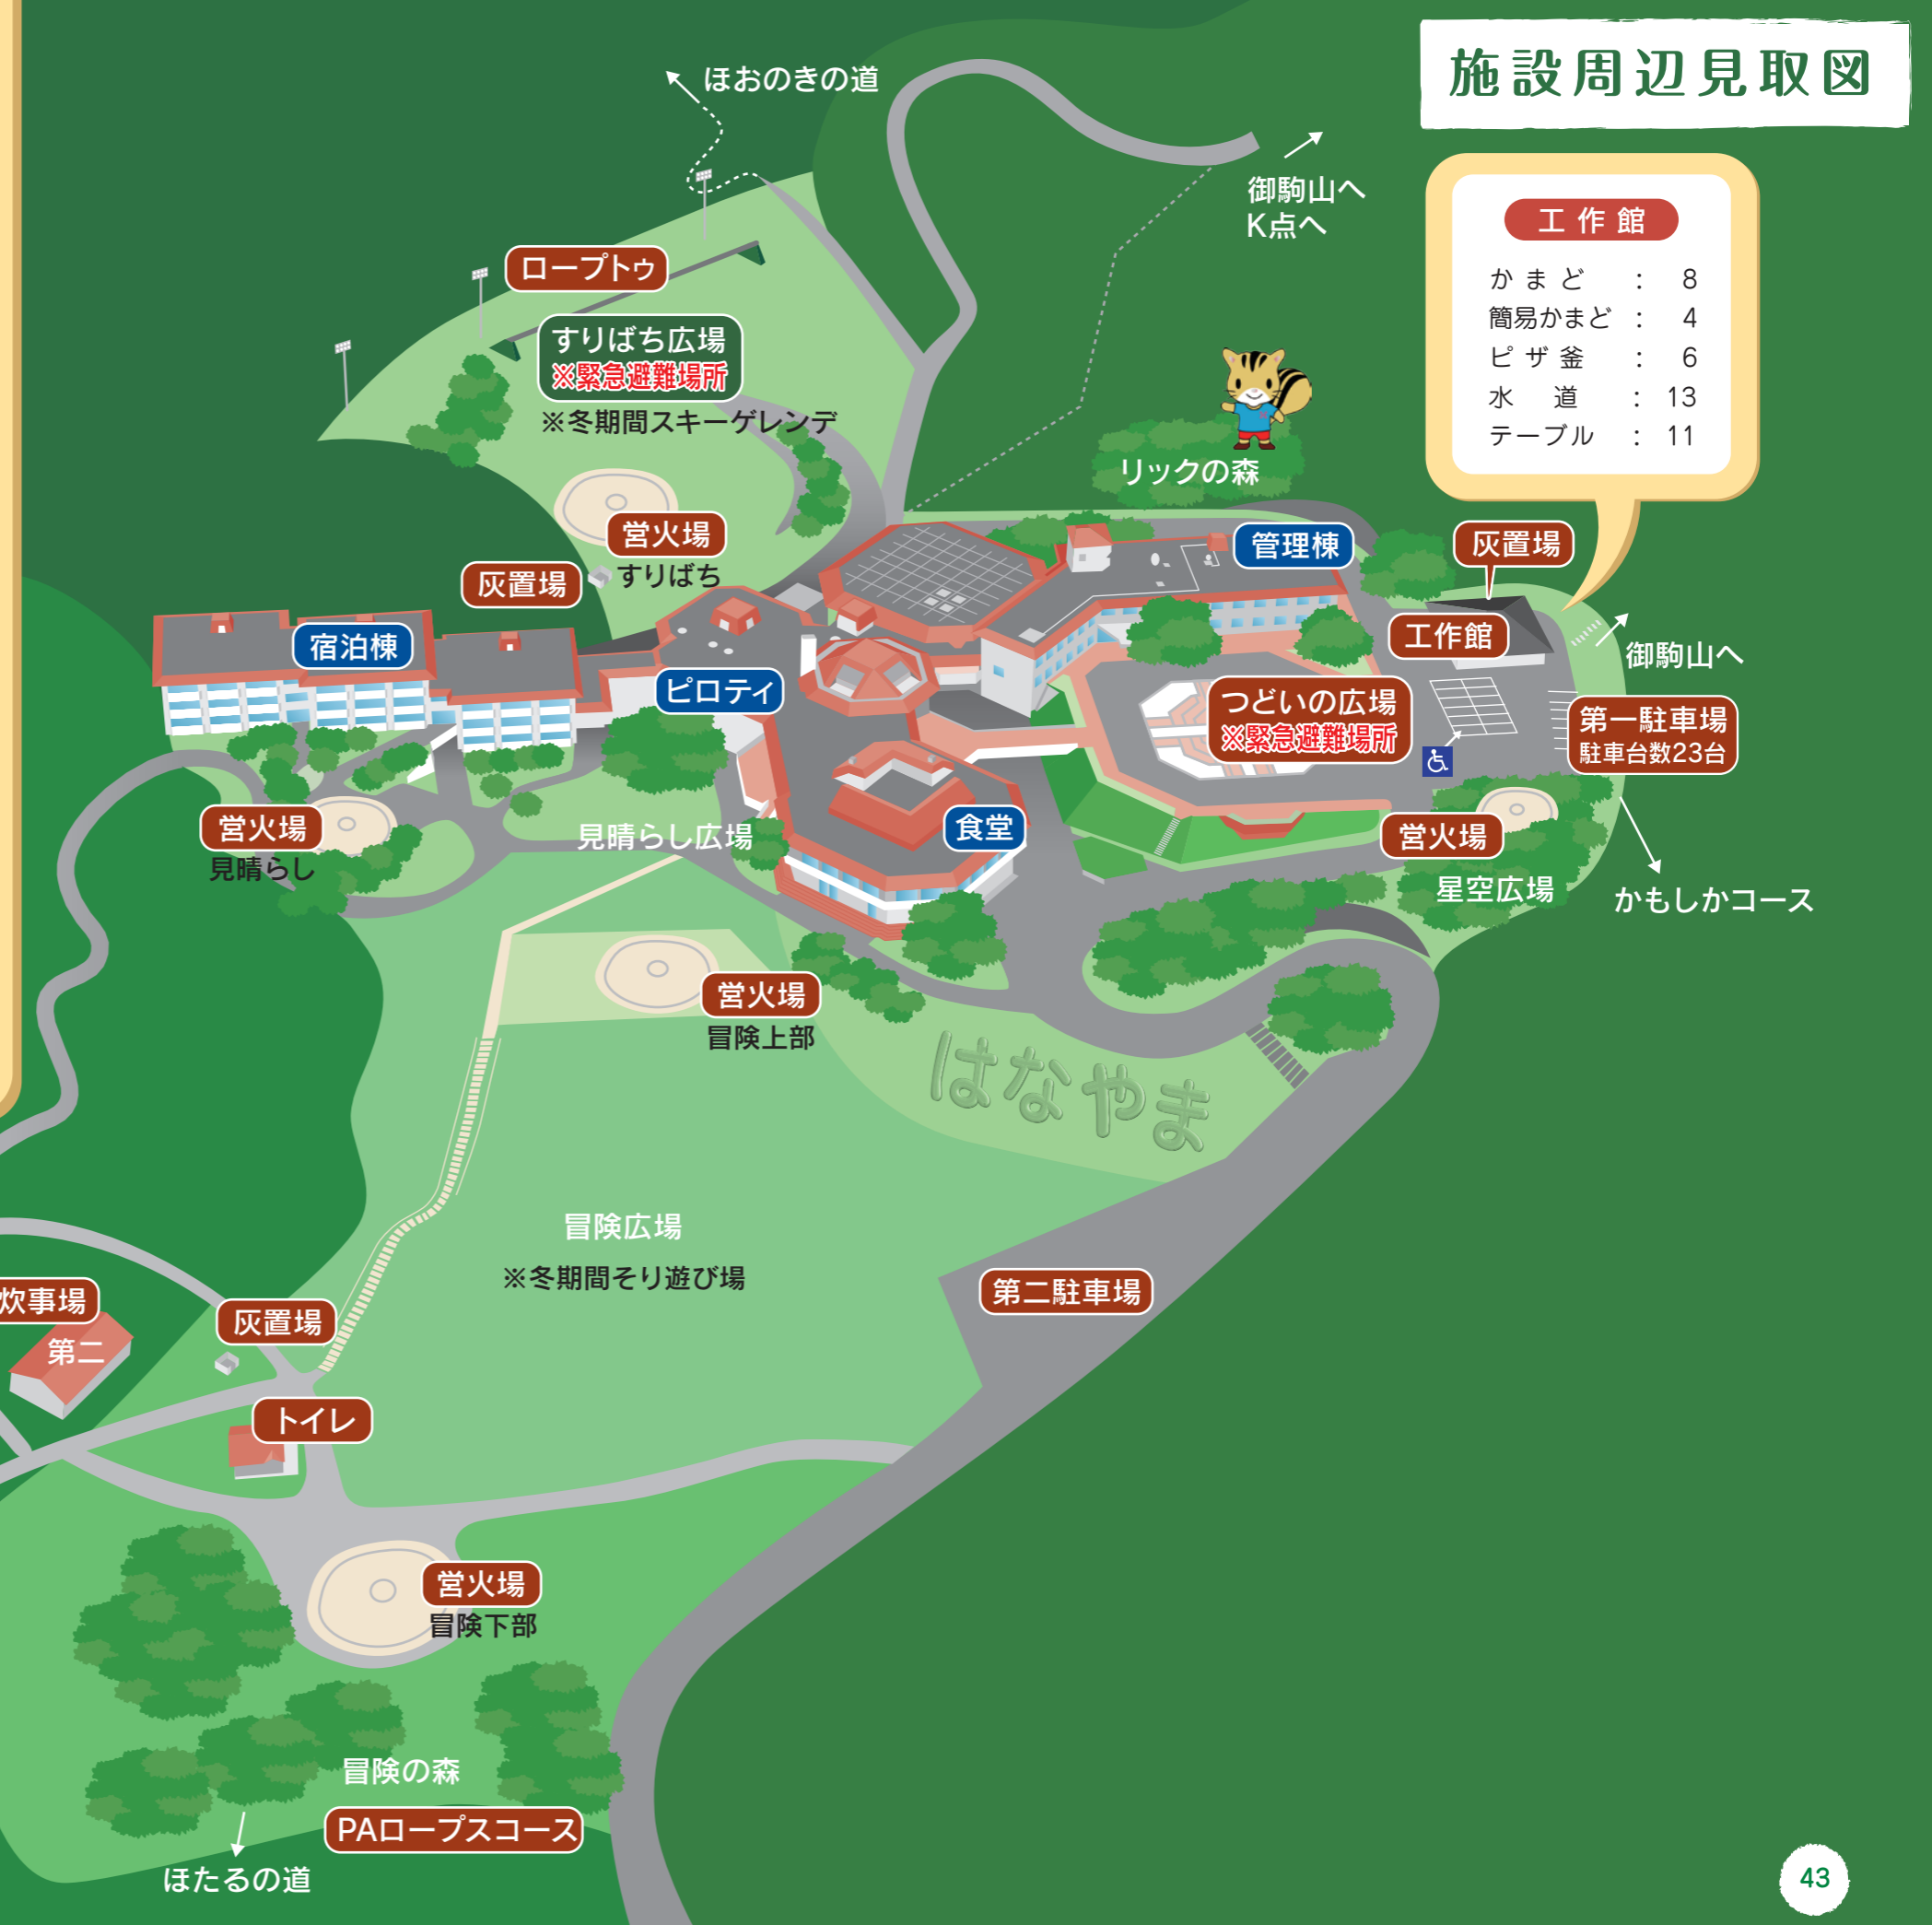 施設周辺見取図
ほおのきの道
御駒山へ
K点へ
工作館
かまど : 8
簡易かまど : 4
ピザ釜 : 6
水道 : 13
テーブル : 11
ロープトゥ
すりばち広場
※緊急避難場所
※冬期間スキーゲレンデ
リックの森
営火場
すりばち
灰置場
管理棟
灰置場
工作館
御駒山へ
宿泊棟
ピロティ
つどいの広場
※緊急避難場所
第一駐車場
駐車台数23台
営火場
見晴らし
見晴らし広場
食堂
営火場
星空広場
かもしかコース
営火場
冒険上部
はなやま
冒険広場
※冬期間そり遊び場
第二駐車場
炊事場
第二
灰置場
トイレ
営火場
冒険下部
冒険の森
PAロープスコース
ほたるの道
43